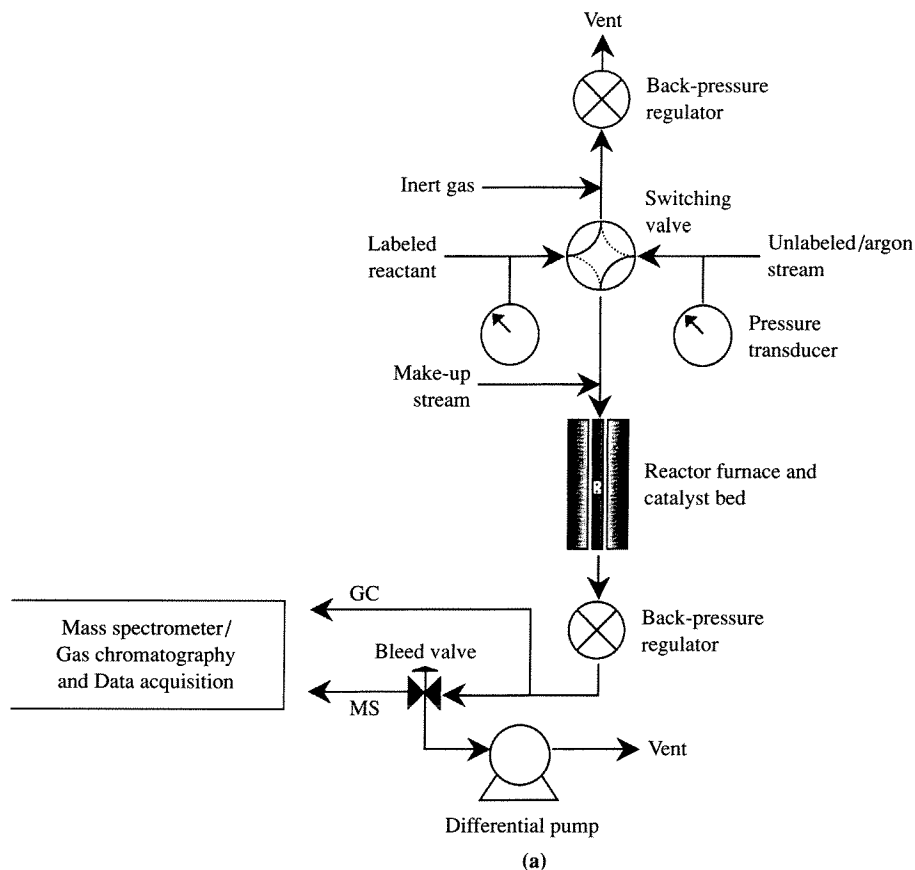 Vent
Back-pressure
regulator
Inert gas
Switching
valve
Labeled
reactant
Unlabeled/argon
stream
Pressure
transducer
Make-up
stream
R
Reactor furnace and
catalyst bed
GC
Back-pressure
regulator
Mass spectrometer/
Gas chromatography
and Data acquisition
Bleed valve
MS
Vent
Differential pump
(a)